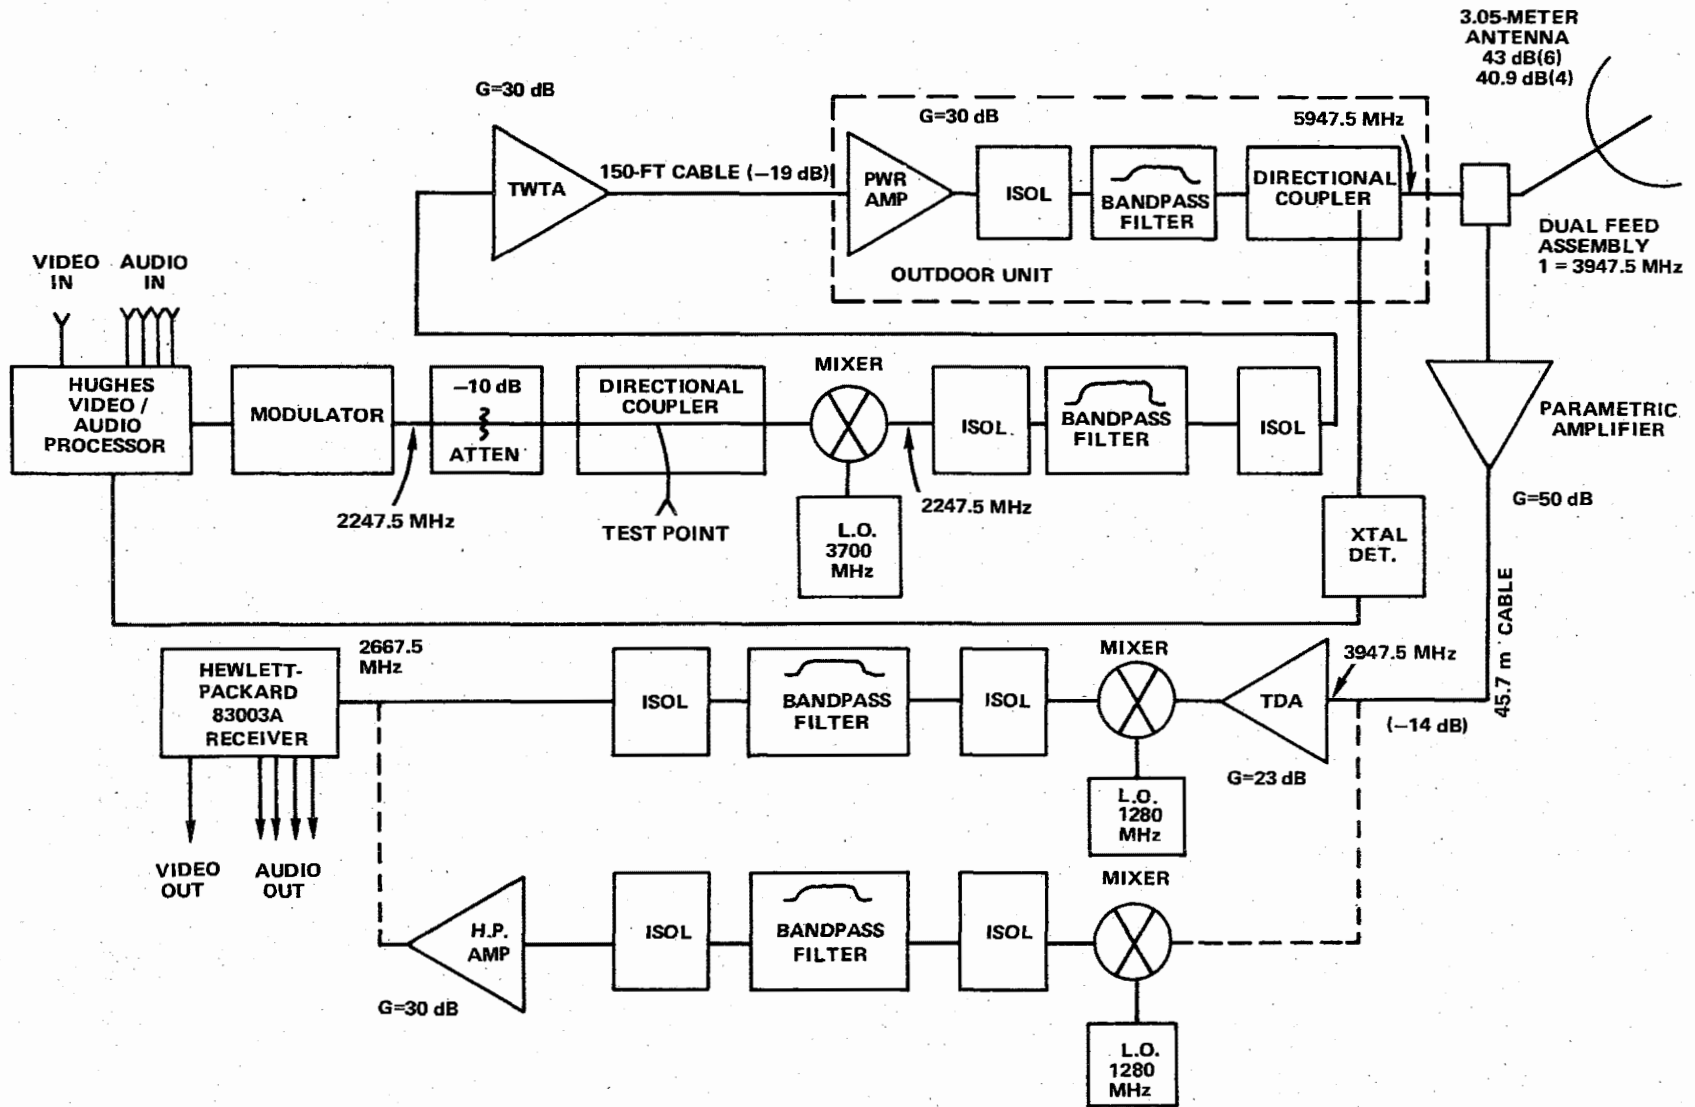 3.05-METER
ANTENNA
43 dB(6)
40.9 dB(4)
G=30 dB
TWTA
150-FT CABLE (−19 dB)
G=30 dB
PWR
AMP
ISOL
BANDPASS
FILTER
DIRECTIONAL
COUPLER
5947.5 MHz
OUTDOOR UNIT
DUAL FEED
ASSEMBLY
1 = 3947.5 MHz
VIDEO
IN
AUDIO
IN
HUGHES
VIDEO /
AUDIO
PROCESSOR
MODULATOR
−10 dB
ATTEN
2247.5 MHz
DIRECTIONAL
COUPLER
TEST POINT
MIXER
L.O.
3700
MHz
2247.5 MHz
ISOL
BANDPASS
FILTER
ISOL
XTAL
DET.
PARAMETRIC
AMPLIFIER
G=50 dB
45.7 m CABLE
(−14 dB)
3947.5 MHz
TDA
G=23 dB
MIXER
L.O.
1280
MHz
ISOL
BANDPASS
FILTER
ISOL
2667.5
MHz
HEWLETT-
PACKARD
83003A
RECEIVER
VIDEO
OUT
AUDIO
OUT
H.P.
AMP
G=30 dB
ISOL
BANDPASS
FILTER
ISOL
MIXER
L.O.
1280
MHz